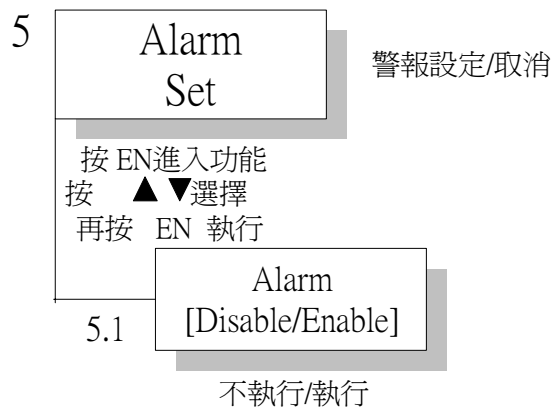 5
Alarm
Set
警報設定/取消
按 EN進入功能
按 ▲ ▼選擇
再按 EN 執行
5.1
Alarm
[Disable/Enable]
不執行/執行